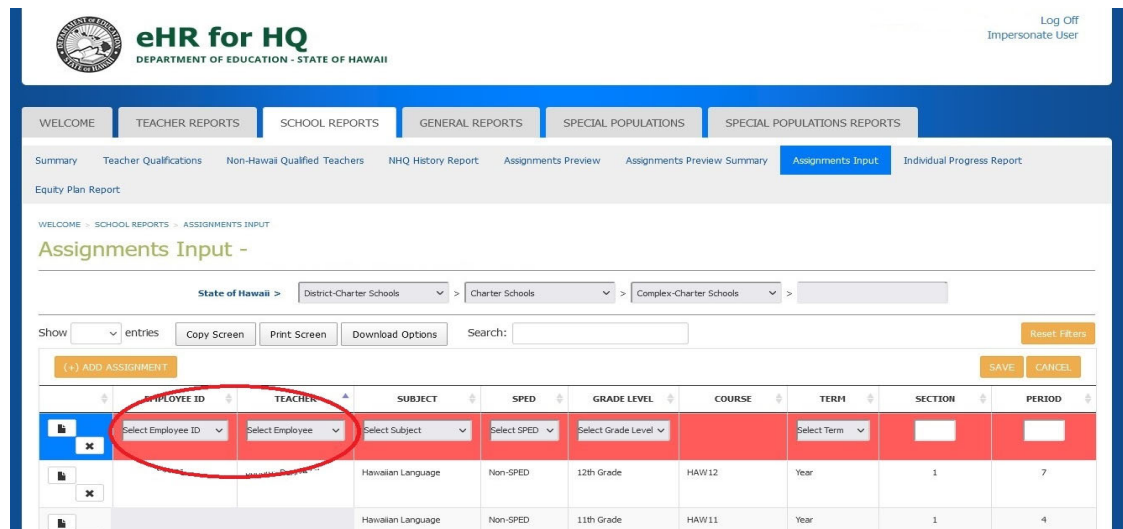 Log Off
Impersonate User
eHR for HQ
DEPARTMENT OF EDUCATION - STATE OF HAWAII
WELCOME TEACHER REPORTS SCHOOL REPORTS GENERAL REPORTS SPECIAL POPULATIONS SPECIAL POPULATIONS REPORTS
Summary Teacher Qualifications Non-Hawaii Qualified Teachers NHQ History Report Assignments Preview Assignments Preview Summary Assignments Input Individual Progress Report
Equity Plan Report
WELCOME > SCHOOL REPORTS > ASSIGNMENTS INPUT
Assignments Input -
State of Hawaii > District-Charter Schools > Charter Schools > Complex-Charter Schools >
Show entries Copy Screen Print Screen Download Options Search: Reset Filters
(+) ADD ASSIGNMENT SAVE CANCEL
EMPLOYEE ID TEACHER SUBJECT SPED GRADE LEVEL COURSE TERM SECTION PERIOD
Select Employee ID Select Employee Select Subject Select SPED Select Grade Level Select Term
Hawaiian Language Non-SPED 12th Grade HAW12 Year 1 7
Hawaiian Language Non-SPED 11th Grade HAW11 Year 1 4